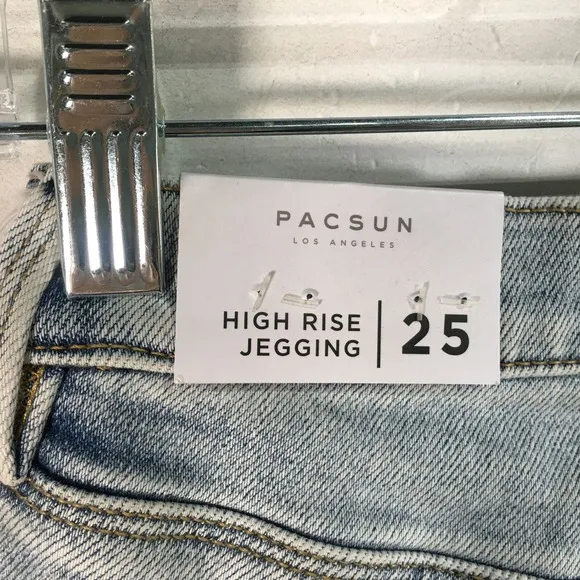 PACSUN
LOS ANGELES
HIGH RISE
JEGGING
25